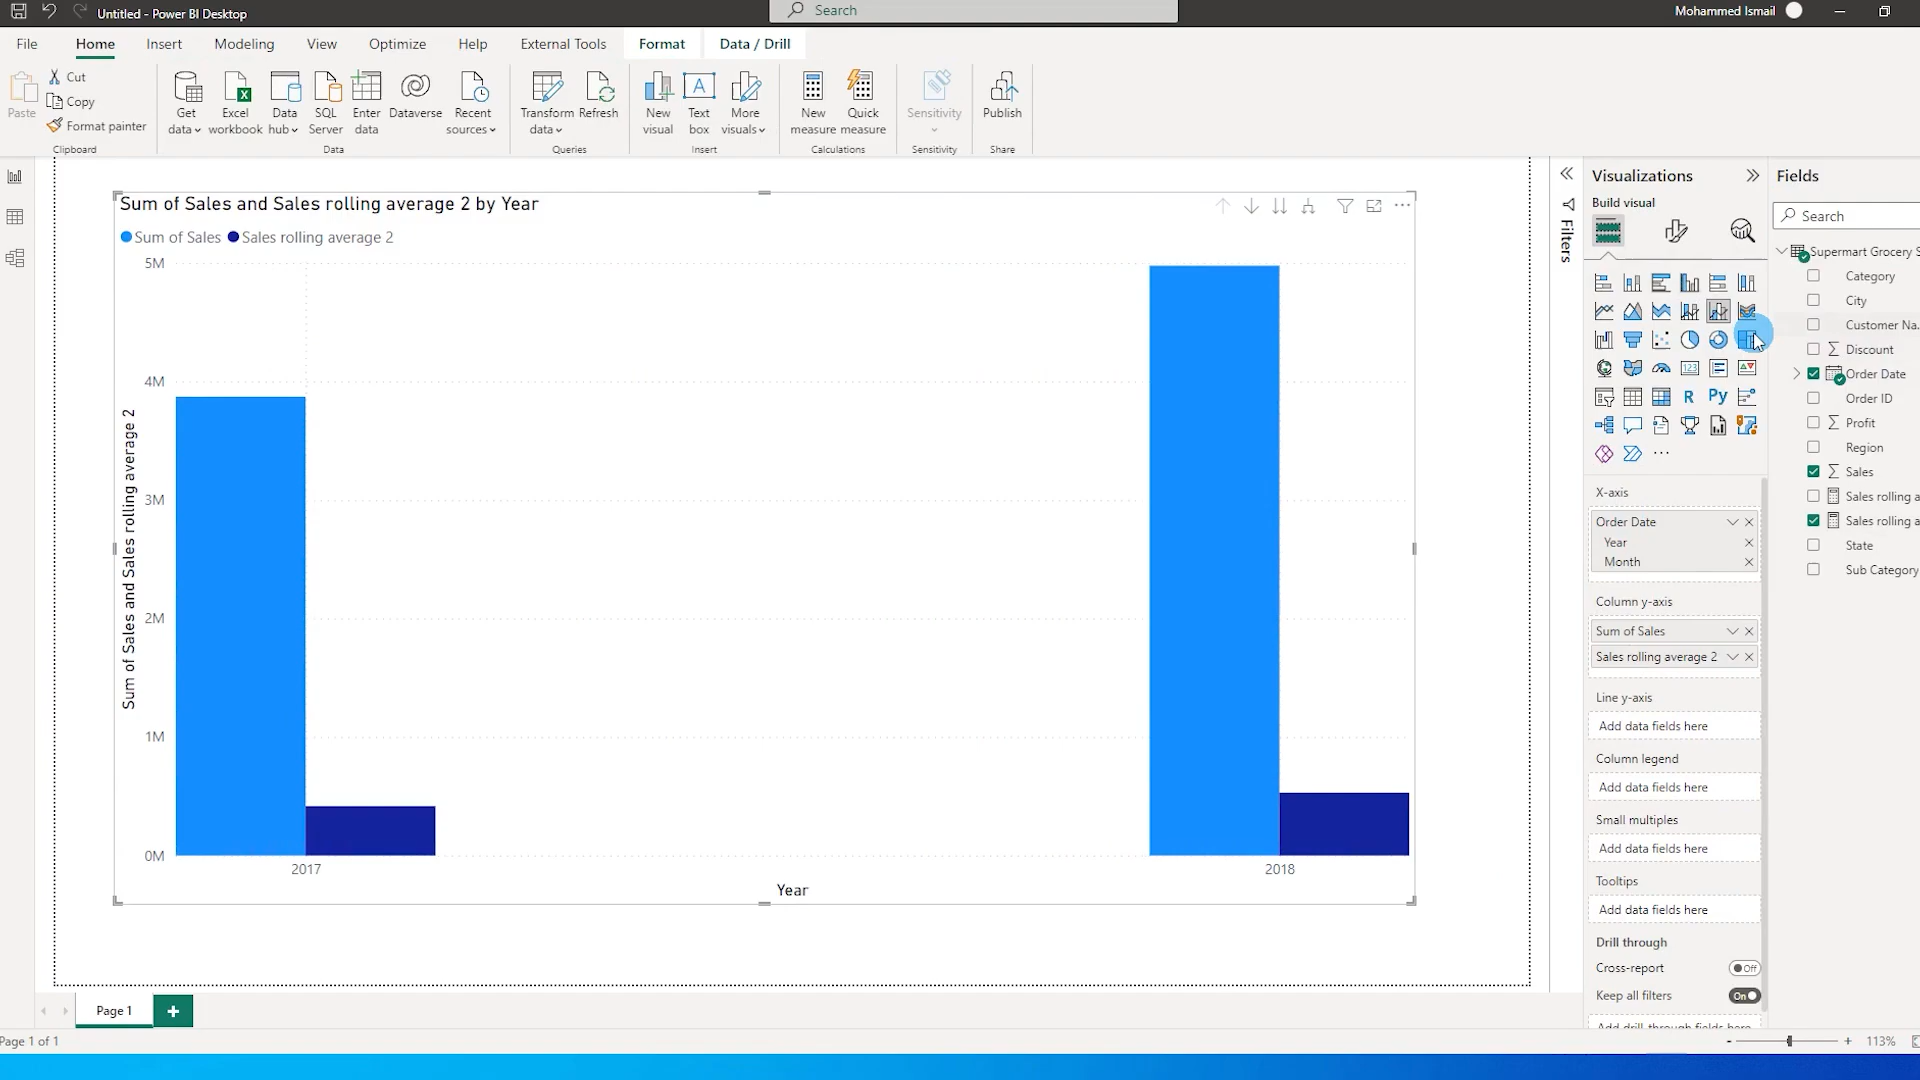 Untitled - Power BI Desktop
Search
Mohammed Ismail
File
Home
Insert
Modeling
View
Optimize
Help
External Tools
Format
Data / Drill
Paste
Cut
Copy
Format painter
Clipboard
Get data
Excel workbook
Data hub
SQL Server
Enter data
Dataverse
Recent sources
Data
Transform data
Refresh
Queries
New visual
Text box
More visuals
Insert
New measure
Quick measure
Calculations
Sensitivity
Sensitivity
Publish
Share
Sum of Sales and Sales rolling average 2 by Year
Sum of Sales
Sales rolling average 2
5M
4M
3M
2M
1M
0M
Sum of Sales and Sales rolling average 2
2017
2018
Year
Filters
Visualizations
Build visual
123
R
Py
X-axis
Order Date
Year
Month
Column y-axis
Sum of Sales
Sales rolling average 2
Line y-axis
Add data fields here
Column legend
Add data fields here
Small multiples
Add data fields here
Tooltips
Add data fields here
Drill through
Cross-report
Off
Keep all filters
On
Add drill-through fields here
Fields
Search
Supermart Grocery S
Category
City
Customer Na...
Discount
Order Date
Order ID
Profit
Region
Sales
Sales rolling a
Sales rolling a
State
Sub Category
Page 1
Page 1 of 1
- +
113%